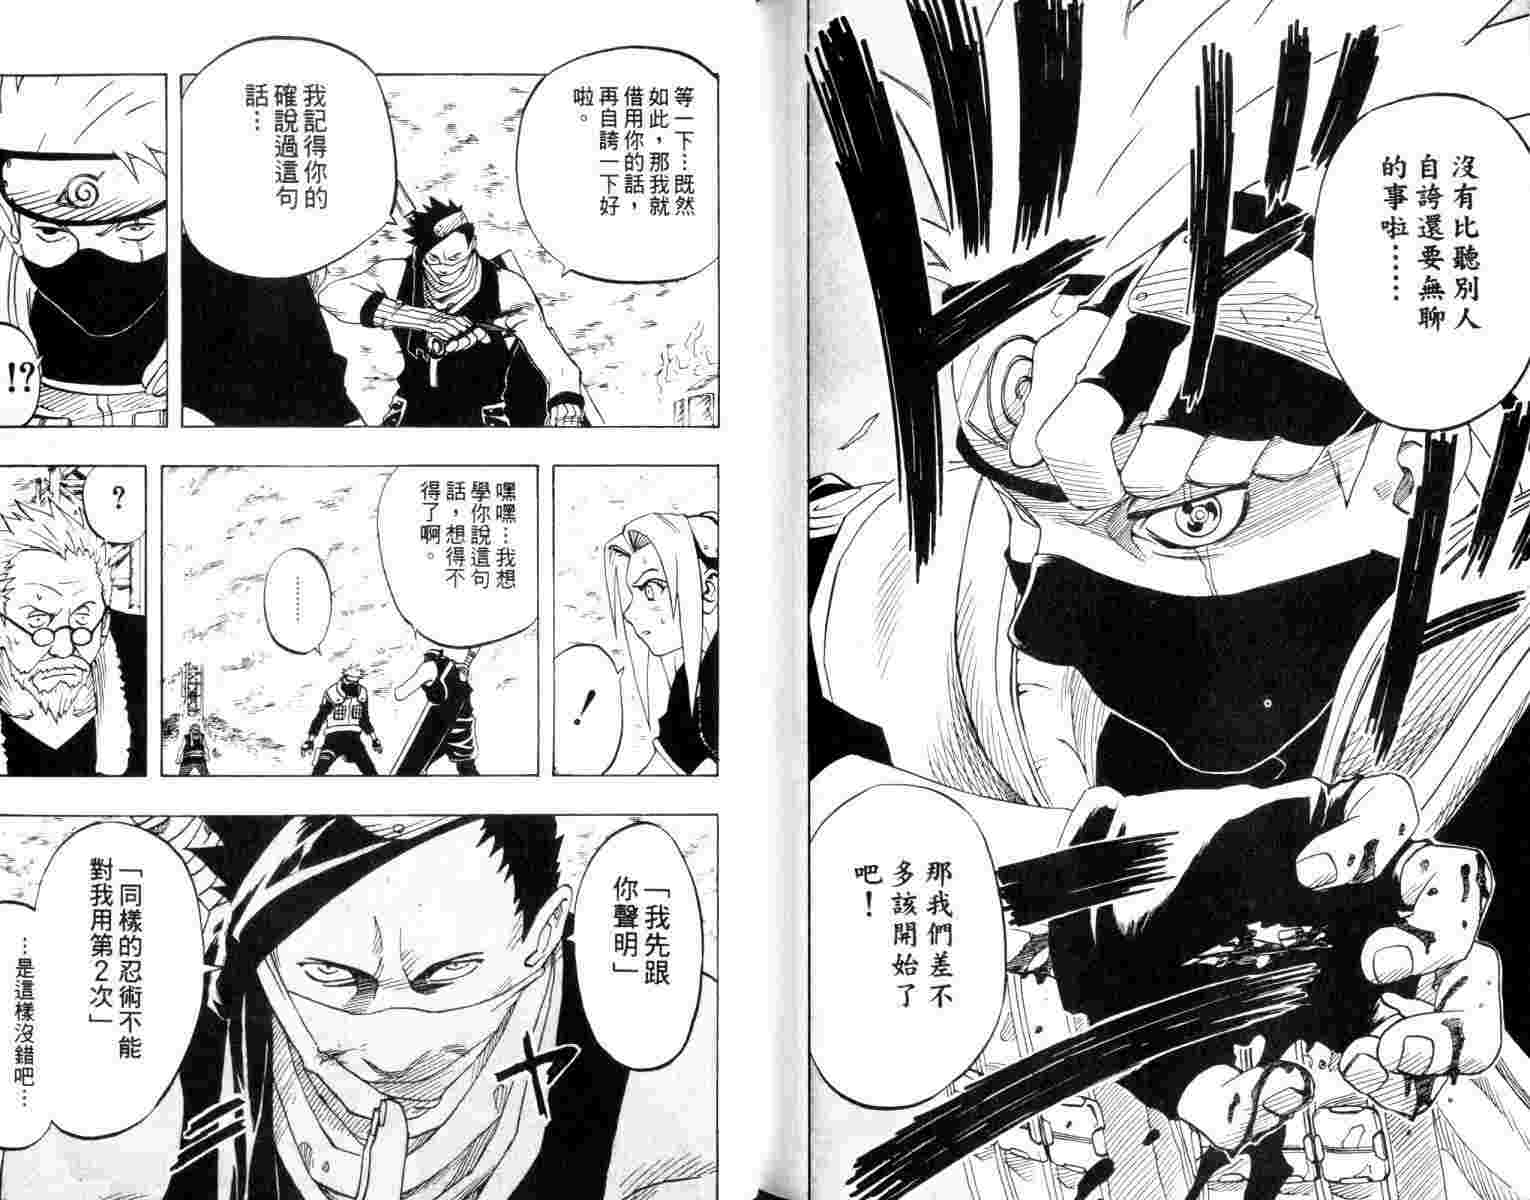 沒有比聽別人
自誇還要無聊
的事啦……
那我們差不
多該開始了
吧！
等一下…既然
如此，那我就
借用你的話，
再自誇一下好
啦。
我記得你的
確說過這句
話…
!?
！
嘿嘿…我想
學你說這句
話，想得不
得了啊。
………
?
「我先跟
你聲明」
「同樣的忍術不能
對我用第2次」
…是這樣沒錯吧…